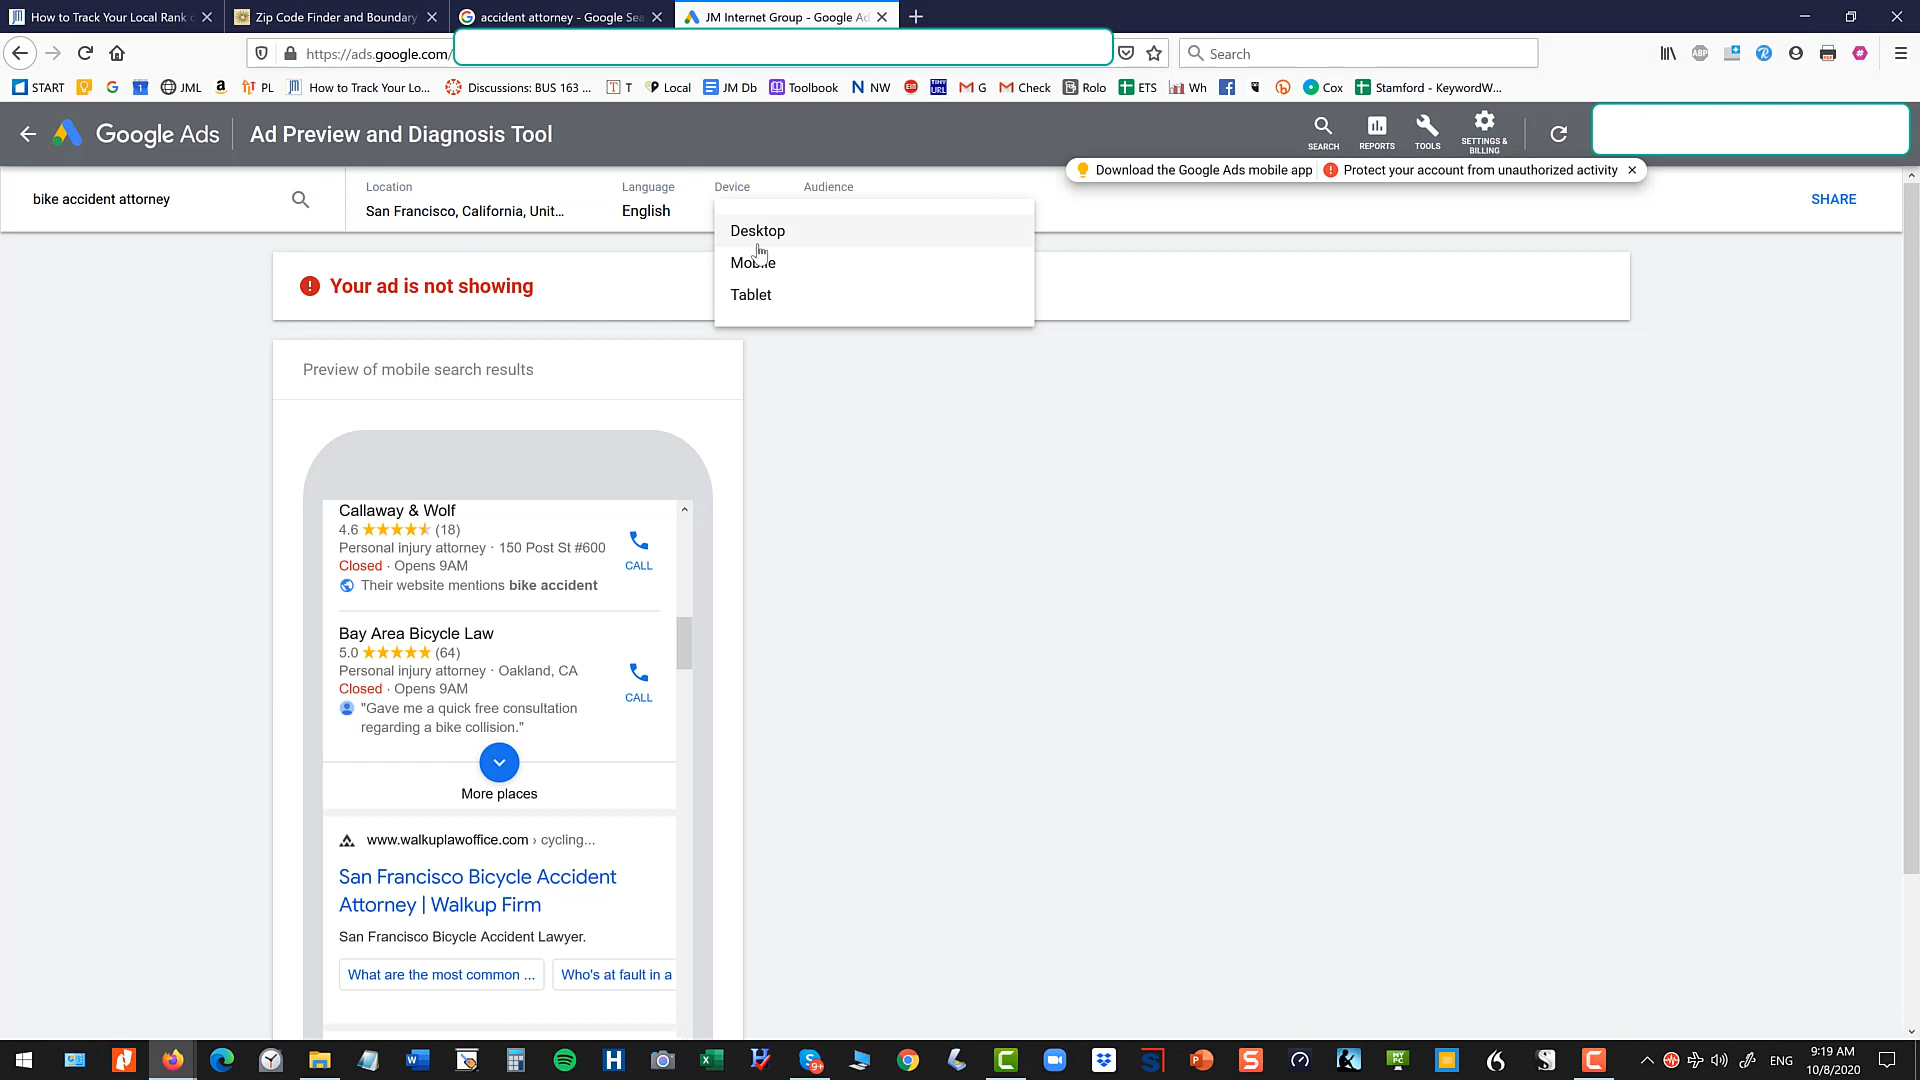 How to Track Your Local Rank o
Zip Code Finder and Boundary
accident attorney - Google Sea
JM Internet Group - Google Ad
https://ads.google.com/
Search
START
JML
PL
How to Track Your Lo...
Discussions: BUS 163 ...
T
Local
JM Db
Toolbook
NW
TINY URL
G
Check
Rolo
ETS
Wh
Cox
Stamford - KeywordW...
Google Ads
Ad Preview and Diagnosis Tool
SEARCH
REPORTS
TOOLS
SETTINGS &
BILLING
Download the Google Ads mobile app
Protect your account from unauthorized activity
bike accident attorney
Location
San Francisco, California, Unit...
Language
English
Device
Audience
SHARE
Desktop
Mobile
Tablet
Your ad is not showing
Preview of mobile search results
Callaway & Wolf
4.6 (18)
Personal injury attorney · 150 Post St #600
Closed · Opens 9AM
Their website mentions bike accident
CALL
Bay Area Bicycle Law
5.0 (64)
Personal injury attorney · Oakland, CA
Closed · Opens 9AM
"Gave me a quick free consultation
regarding a bike collision."
CALL
More places
www.walkuplawoffice.com › cycling...
San Francisco Bicycle Accident
Attorney | Walkup Firm
San Francisco Bicycle Accident Lawyer.
What are the most common ...
Who's at fault in a
ENG
9:19 AM
10/8/2020